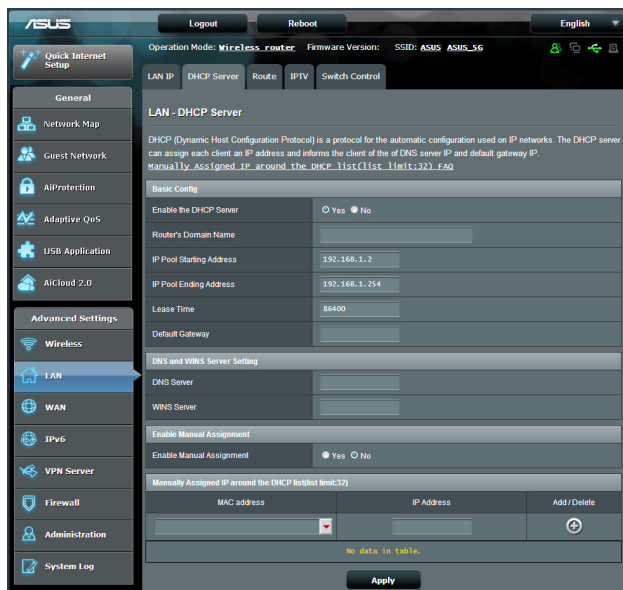 ASUS Logout Reboot English
Quick Internet Setup
Operation Mode: Wireless router Firmware Version: SSID: ASUS ASUS_5G
General
Network Map
Guest Network
AiProtection
Adaptive QoS
USB Application
AiCloud 2.0
Advanced Settings
Wireless
LAN
WAN
IPv6
VPN Server
Firewall
Administration
System Log
LAN IP DHCP Server Route IPTV Switch Control
LAN - DHCP Server
DHCP (Dynamic Host Configuration Protocol) is a protocol for the automatic configuration used on IP networks. The DHCP server
can assign each client an IP address and informs the client of the of DNS server IP and default gateway IP.
Manually Assigned IP around the DHCP list(list limit:32) FAQ
Basic Config
Enable the DHCP Server Yes No
Router's Domain Name
IP Pool Starting Address 192.168.1.2
IP Pool Ending Address 192.168.1.254
Lease Time 86400
Default Gateway
DNS and WINS Server Setting
DNS Server
WINS Server
Enable Manual Assignment
Enable Manual Assignment Yes No
Manually Assigned IP around the DHCP list(list limit:32)
MAC address IP Address Add / Delete
No data in table.
Apply